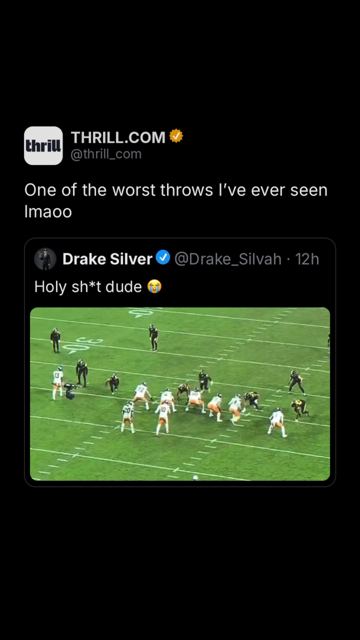 thrill
THRILL.COM
@thrill_com
One of the worst throws I’ve ever seen
lmaoo
Drake Silver @Drake_Silvah · 12h
Holy sh*t dude 😭